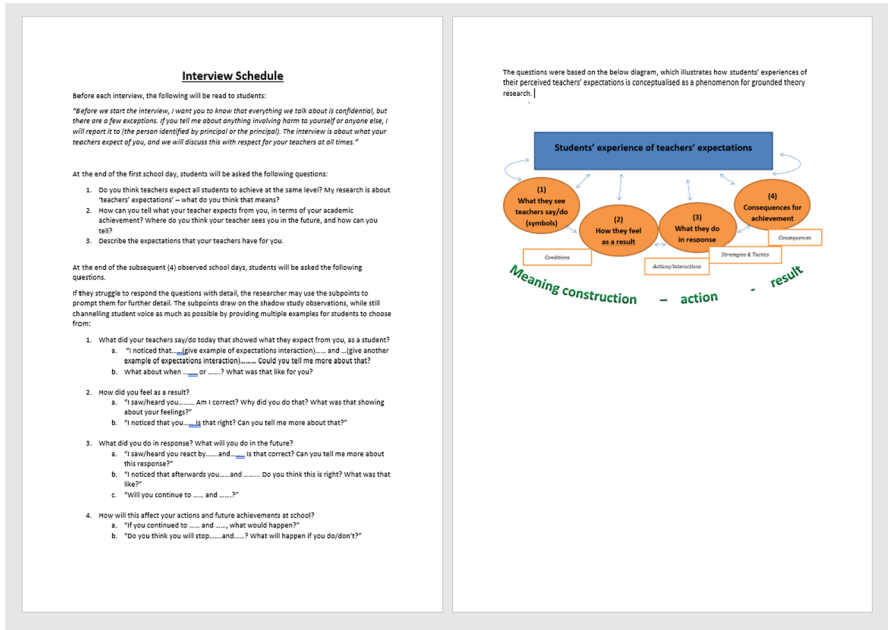 Interview Schedule
Before each interview, the following will be read to students:
"Before we start the interview, I want you to know that everything we talk about is confidential, but
there are a few exceptions. If you tell me about anything involving harm to yourself or anyone else, I
will report it to (the person identified by principal or the principal). The interview is about what your
teachers expect of you, and we will discuss this with respect for your teachers at all times."
At the end of the first school day, students will be asked the following questions:
1. Do you think teachers expect all students to achieve at the same level? My research is about
'teachers' expectations' – what do you think that means?
2. How can you tell what your teacher expects from you, in terms of your academic
achievement? Where do you think your teacher sees you in the future, and how can you
tell?
3. Describe the expectations that your teachers have for you.
At the end of the subsequent (4) observed school days, students will be asked the following
questions.
If they struggle to respond the questions with detail, the researcher may use the subpoints to
prompt them for further detail. The subpoints draw on the shadow study observations, while still
channelling student voice as much as possible by providing multiple examples for students to choose
from:
1. What did your teachers say/do today that showed what they expect from you, as a student?
a. "I noticed that.....(give example of expectations interaction)...... and ...(give another
example of expectations interaction)......... Could you tell me more about that?
b. What about when ....... or .......? What was that like for you?
2. How did you feel as a result?
a. "I saw/heard you......... Am I correct? Why did you do that? What was that showing
about your feelings?"
b. "I noticed that you......Is that right? Can you tell me more about that?"
3. What did you do in response? What will you do in the future?
a. "I saw/heard you react by.......and....... Is that correct? Can you tell me more about
this response?"
b. "I noticed that afterwards you......and ......... Do you think this is right? What was that
like?"
c. "Will you continue to ...... and .......?"
4. How will this affect your actions and future achievements at school?
a. "If you continued to ...... and ......, what would happen?"
b. "Do you think you will stop.......and......? What will happen if you do/don't?"
The questions were based on the below diagram, which illustrates how students' experiences of
their perceived teachers' expectations is conceptualised as a phenomenon for grounded theory
research.
Students' experience of teachers' expectations
(1)
What they see
teachers say/do
(symbols)
(2)
How they feel
as a result
(3)
What they do
in response
(4)
Consequences for
achievement
Conditions
Actions/Interactions
Strategies & Tactics
Consequences
Meaning construction – action - result